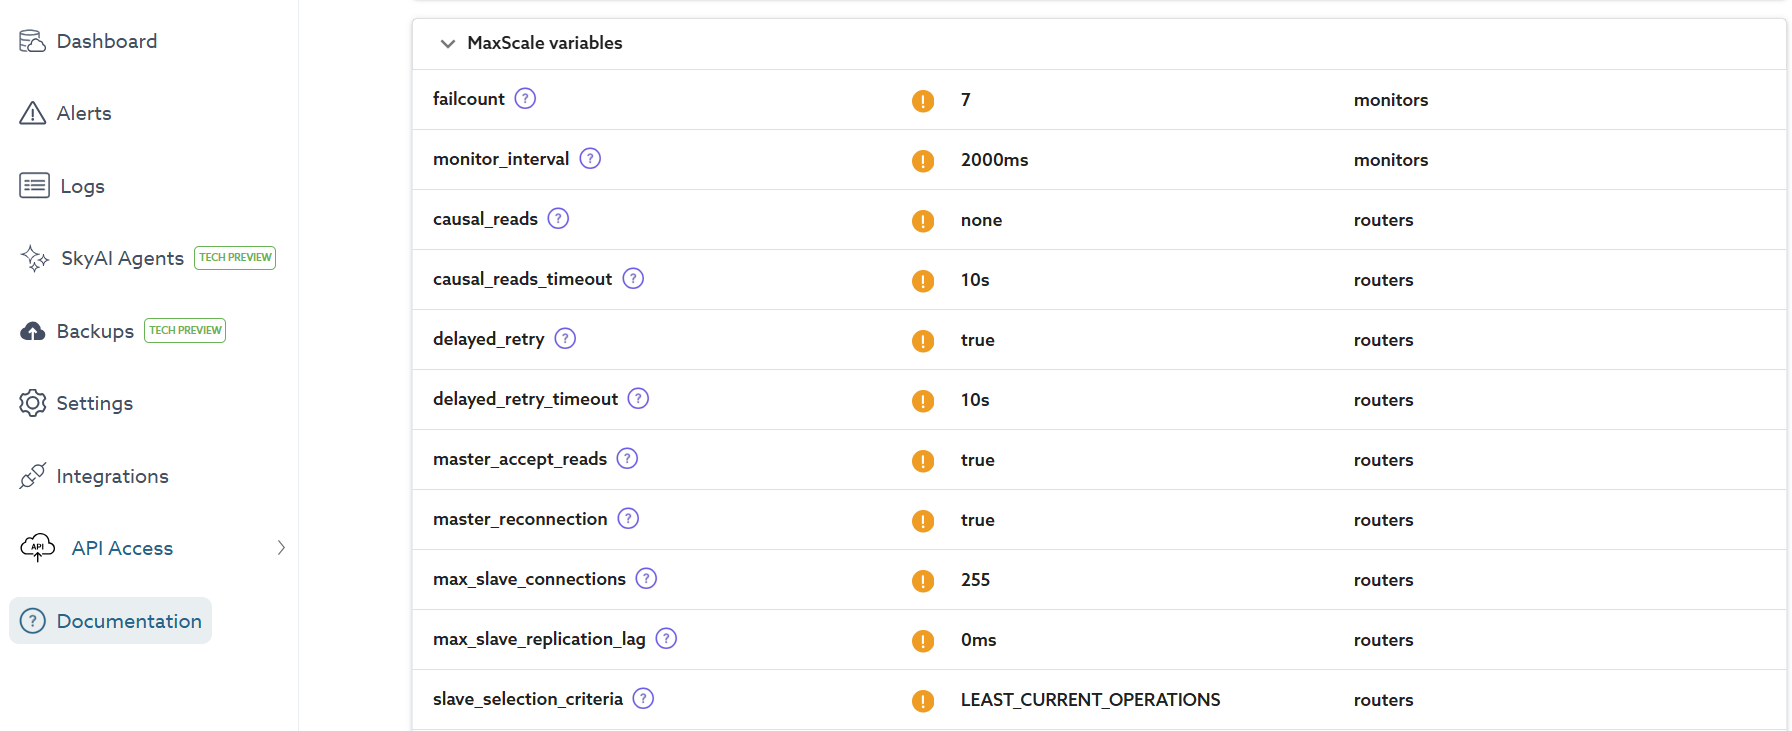 Dashboard
Alerts
Logs
SkyAI Agents TECH PREVIEW
Backups TECH PREVIEW
Settings
Integrations
API API Access
? Documentation
MaxScale variables
failcount ? ! 7 monitors
monitor_interval ? ! 2000ms monitors
causal_reads ? ! none routers
causal_reads_timeout ? ! 10s routers
delayed_retry ? ! true routers
delayed_retry_timeout ? ! 10s routers
master_accept_reads ? ! true routers
master_reconnection ? ! true routers
max_slave_connections ? ! 255 routers
max_slave_replication_lag ? ! 0ms routers
slave_selection_criteria ? ! LEAST_CURRENT_OPERATIONS routers